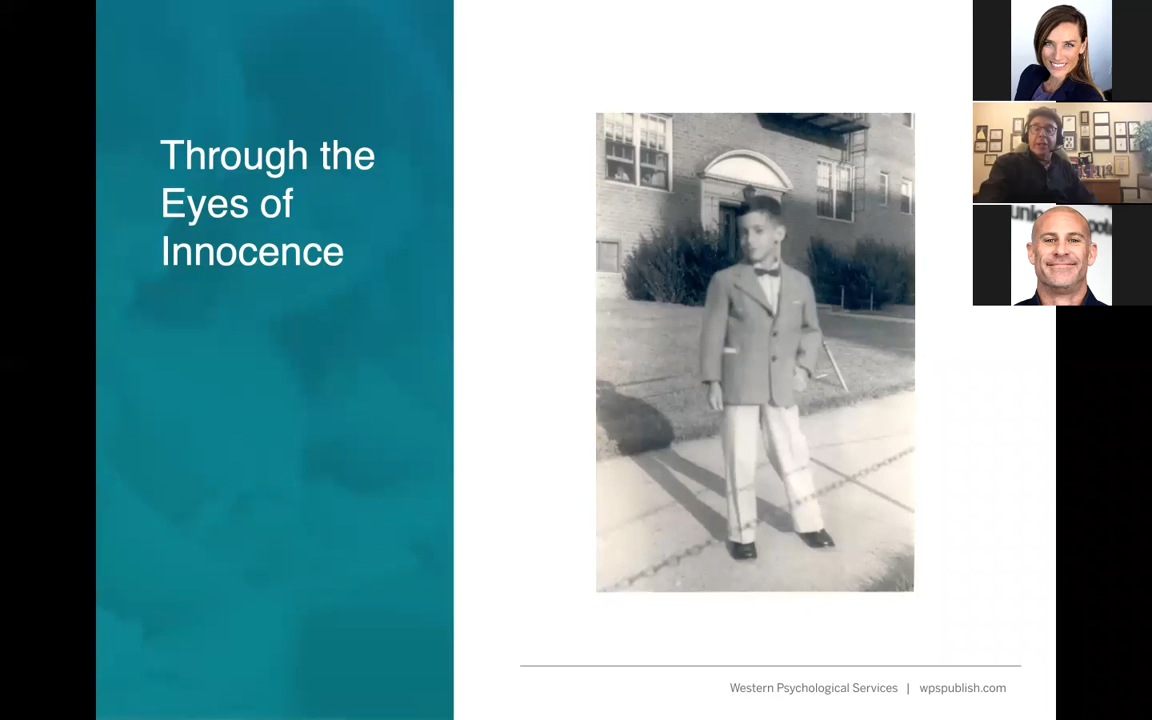 Through the
Eyes of
Innocence
Western Psychological Services | wpspublish.com